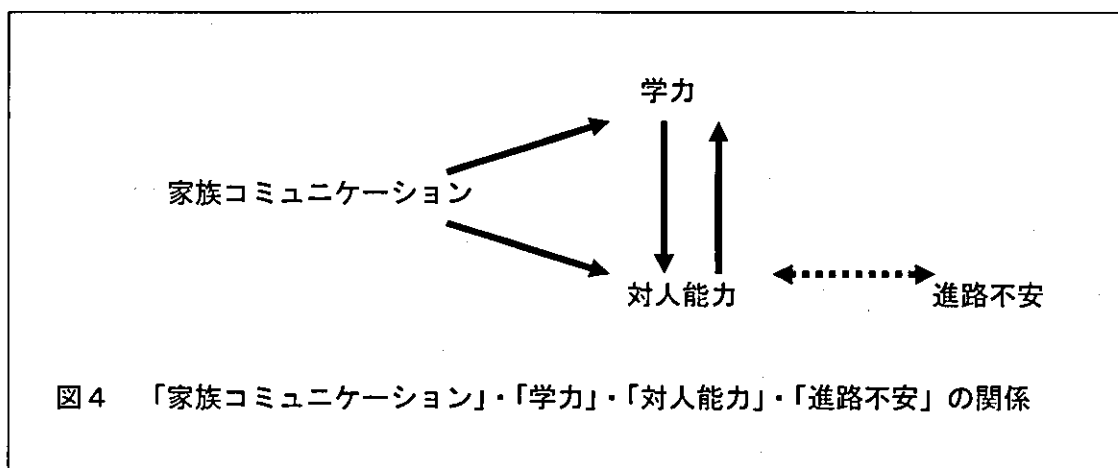 学力
家族コミュニケーション
対人能力
進路不安
図4 「家族コミュニケーション」・「学力」・「対人能力」・「進路不安」の関係